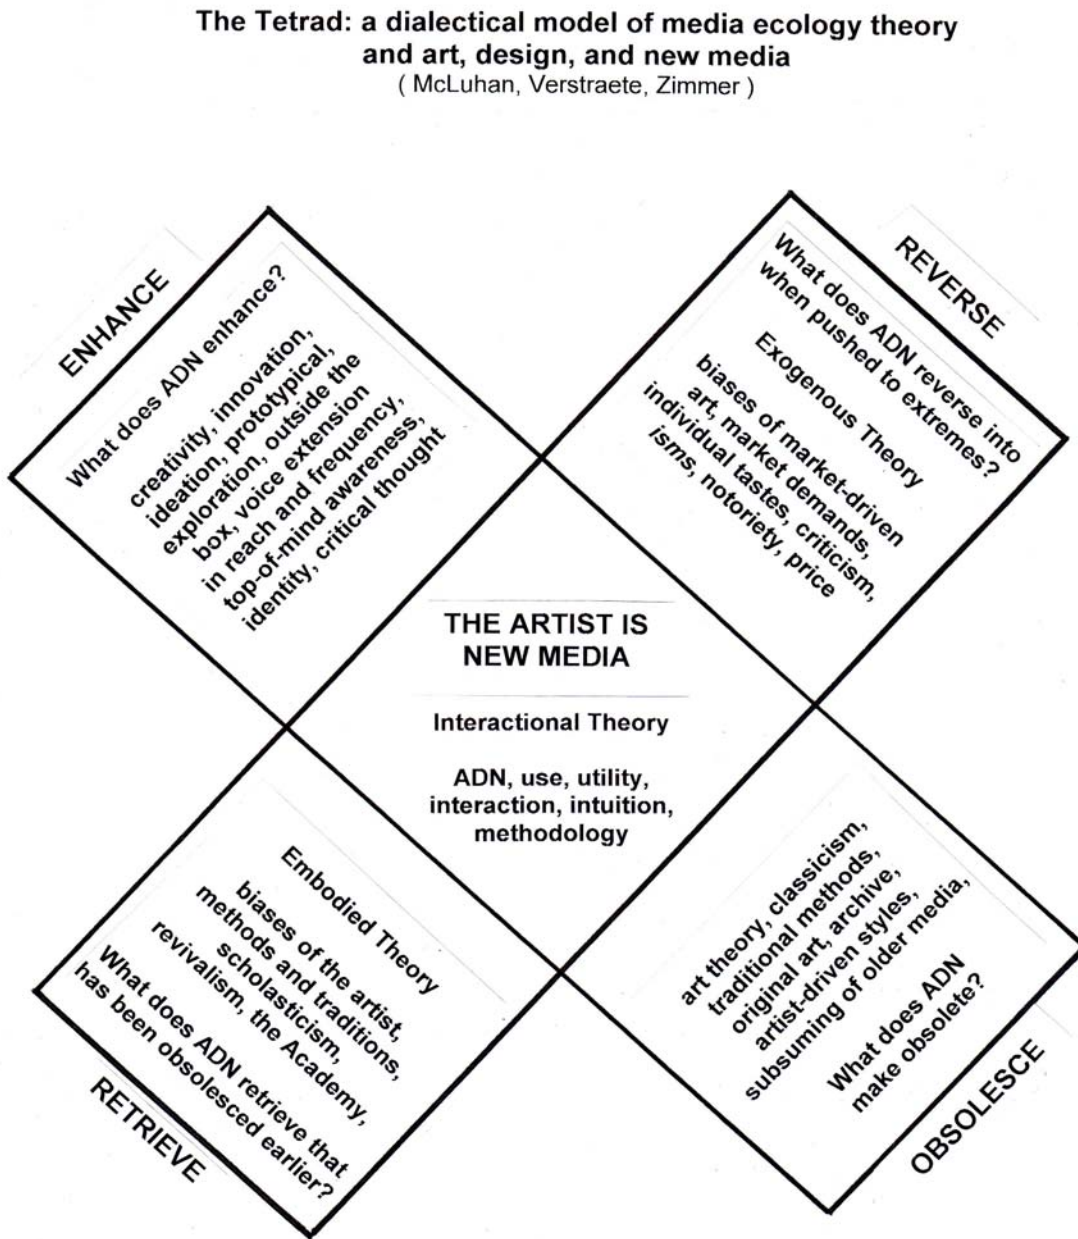 The Tetrad: a dialectical model of media ecology theory
and art, design, and new media
( McLuhan, Verstraete, Zimmer )
ENHANCE
What does ADN enhance?
creativity, innovation,
ideation, prototypical,
exploration, outside the
box, voice extension
in reach and frequency,
top-of-mind awareness,
identity, critical thought
REVERSE
What does ADN reverse into
when pushed to extremes?
Exogenous Theory
biases of market-driven
art, market demands,
individual tastes, criticism,
isms, notoriety, price
THE ARTIST IS
NEW MEDIA
Interactional Theory
ADN, use, utility,
interaction, intuition,
methodology
Embodied Theory
biases of the artist,
methods and traditions,
scholasticism,
revivalism, the Academy,
What does ADN retrieve that
has been obsolesced earlier?
RETRIEVE
art theory, classicism,
traditional methods,
original art, archive,
artist-driven styles,
subsuming of older media,
What does ADN
make obsolete?
OBSOLESCE